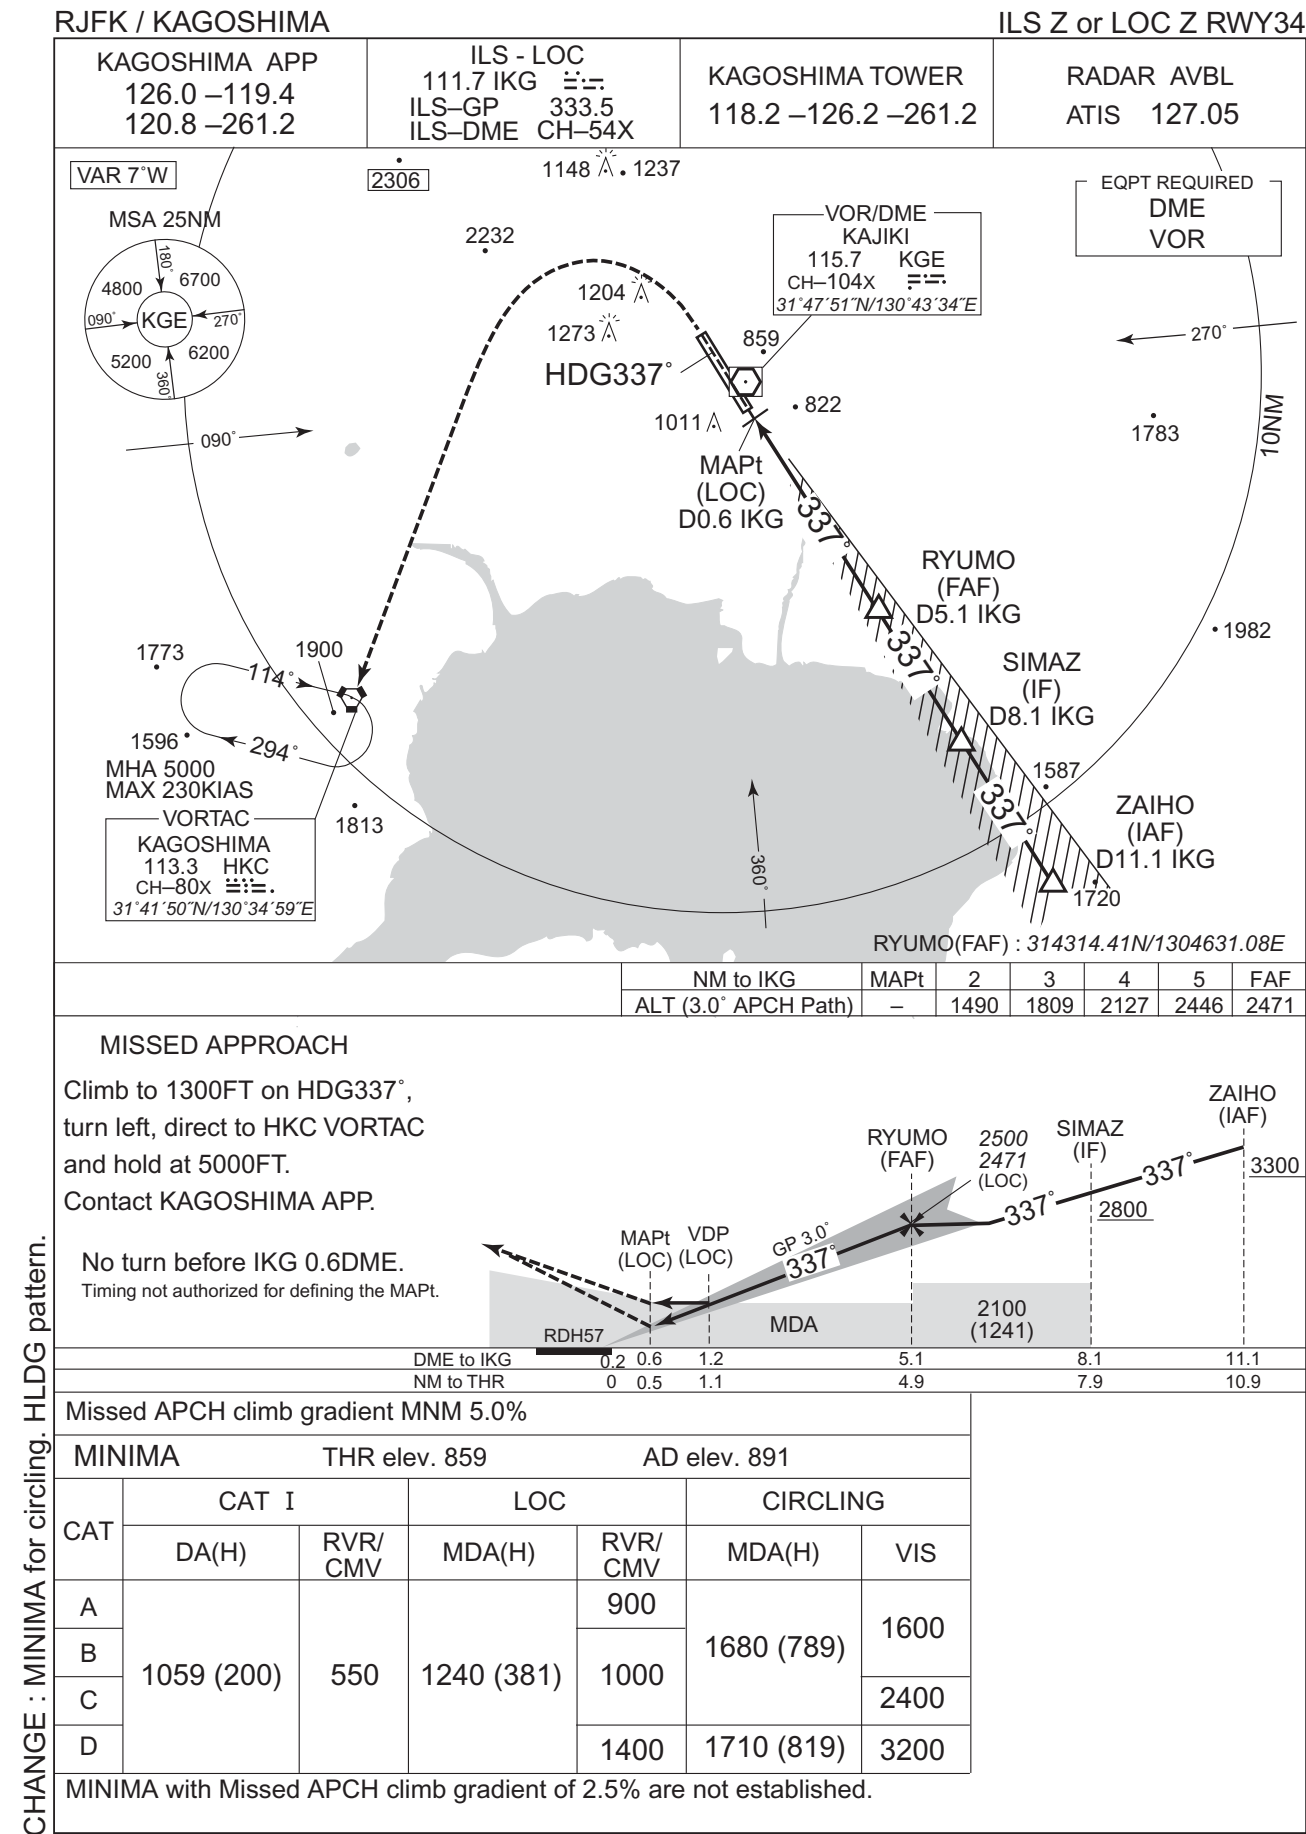 RJFK / KAGOSHIMA
ILS Z or LOC Z RWY34
KAGOSHIMA APP
126.0 –119.4
120.8 –261.2
ILS - LOC
111.7 IKG
ILS–GP 333.5
ILS–DME CH–54X
KAGOSHIMA TOWER
118.2 –126.2 –261.2
RADAR AVBL
ATIS 127.05
VAR 7°W
2306
1148
1237
EQPT REQUIRED
DME
VOR
MSA 25NM
180°
4800
6700
090°
KGE
270°
5200
6200
360°
2232
VOR/DME
KAJIKI
115.7 KGE
CH–104X
31°47´51˝N/130°43´34˝E
1204
1273
859
270°
HDG337°
822
1011
1783
10NM
090°
MAPt
(LOC)
D0.6 IKG
337°
RYUMO
(FAF)
D5.1 IKG
1982
337°
1773
1900
114°
SIMAZ
(IF)
D8.1 IKG
1596
294°
MHA 5000
MAX 230KIAS
1587
337°
VORTAC
KAGOSHIMA
113.3 HKC
CH–80X
31°41´50˝N/130°34´59˝E
1813
ZAIHO
(IAF)
D11.1 IKG
360°
1720
RYUMO(FAF) : 314314.41N/1304631.08E
NM to IKG MAPt 2 3 4 5 FAF
ALT (3.0° APCH Path) – 1490 1809 2127 2446 2471
MISSED APPROACH
Climb to 1300FT on HDG337°,
turn left, direct to HKC VORTAC
and hold at 5000FT.
Contact KAGOSHIMA APP.
No turn before IKG 0.6DME.
Timing not authorized for defining the MAPt.
ZAIHO
(IAF)
3300
SIMAZ
(IF)
2800
RYUMO
(FAF)
2500
2471
(LOC)
337°
337°
MAPt
(LOC)
VDP
(LOC)
GP 3.0°
337°
RDH57
MDA
2100
(1241)
DME to IKG 0.2 0.6 1.2 5.1 8.1 11.1
NM to THR 0 0.5 1.1 4.9 7.9 10.9
Missed APCH climb gradient MNM 5.0%
MINIMA THR elev. 859 AD elev. 891
CAT
CAT I
LOC
CIRCLING
DA(H)
RVR/
CMV
MDA(H)
RVR/
CMV
MDA(H)
VIS
A
B
C
D
1059 (200)
550
1240 (381)
900
1000
1400
1680 (789)
1710 (819)
1600
2400
3200
MINIMA with Missed APCH climb gradient of 2.5% are not established.
CHANGE : MINIMA for circling. HLDG pattern.